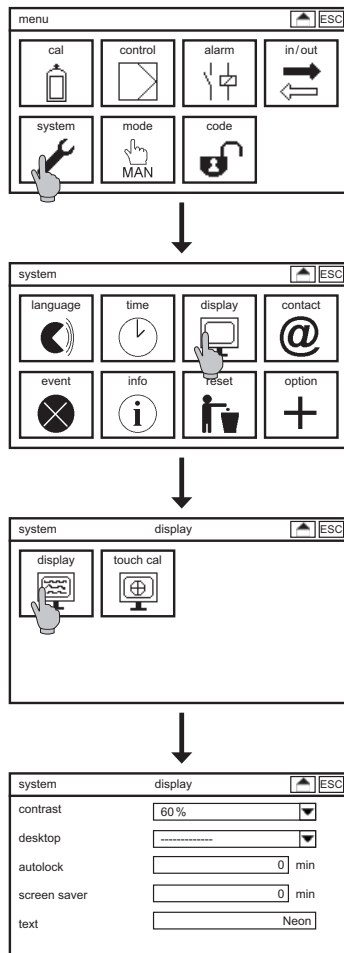 menu ESC
cal control alarm in/out
system mode code
MAN
system ESC
language time display contact
@
event info reset option
i
system display ESC
display touch cal
system display ESC
contrast 60 %
desktop -------------
autolock 0 min
screen saver 0 min
text Neon